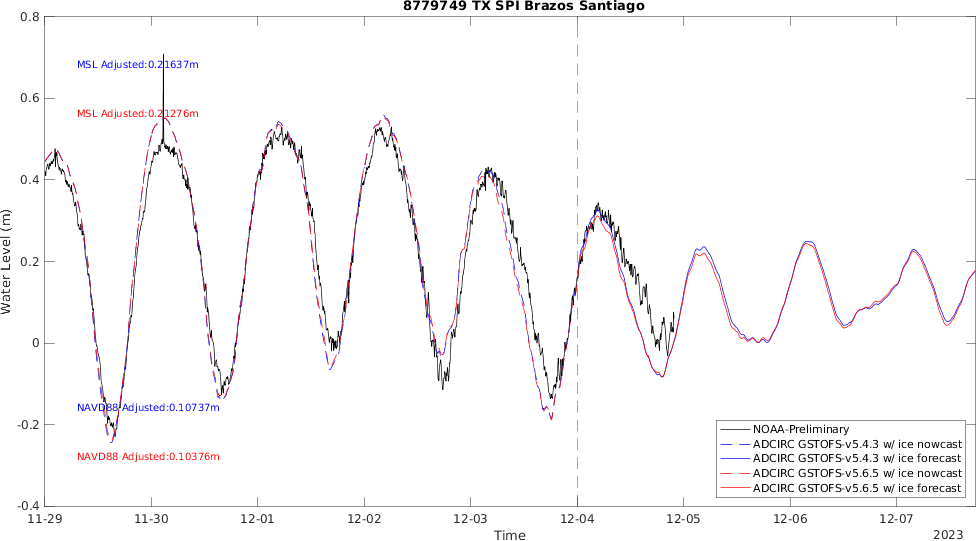 8779749 TX SPI Brazos Santiago
0.8
0.6
0.4
0.2
0
-0.2
-0.4
Water Level (m)
MSL Adjusted:0.21637m
MSL Adjusted:0.21276m
NAVD88 Adjusted:0.10737m
NAVD88 Adjusted:0.10376m
NOAA-Preliminary
ADCIRC GSTOFS-v5.4.3 w/ ice nowcast
ADCIRC GSTOFS-v5.4.3 w/ ice forecast
ADCIRC GSTOFS-v5.6.5 w/ ice nowcast
ADCIRC GSTOFS-v5.6.5 w/ ice forecast
11-29 11-30 12-01 12-02 12-03 12-04 12-05 12-06 12-07
Time
2023